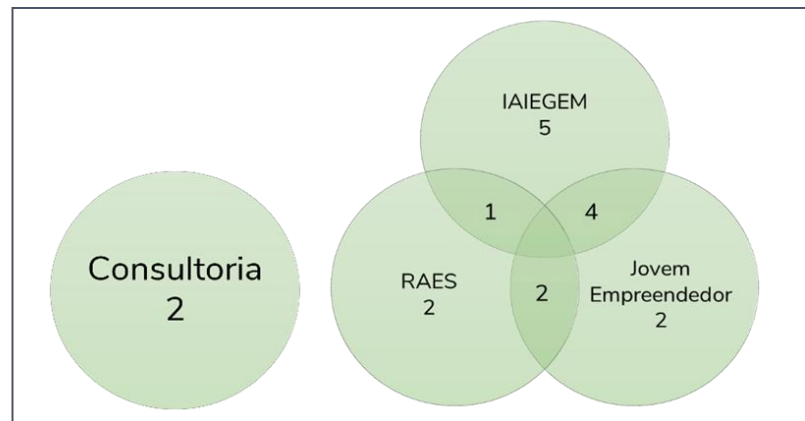 IAIEGEM
5
1
4
Consultoria
2
RAES
2
2
Jovem
Empreendedor
2